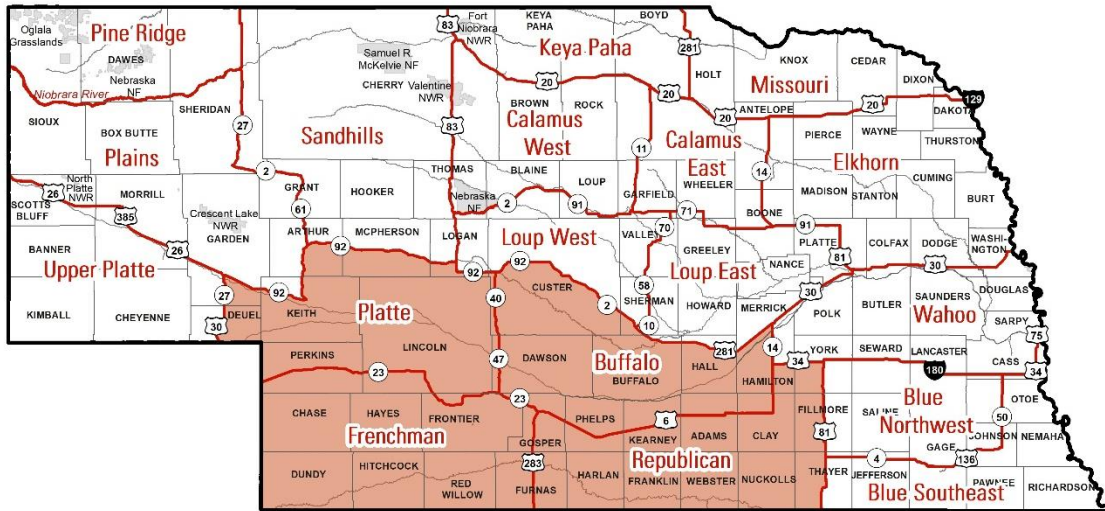 Oglala
Grasslands
Pine Ridge
DAWES
Nebraska
NF
Niobrara River
SIOUX
BOX BUTTE
Plains
SHERIDAN
27
2
83
Fort
Niobrara
NWR
Samuel R
McKelvie NF
CHERRY
Valentine
NWR
83
Sandhills
KEYA
PAHA
BOYD
281
Keya Paha
HOLT
20
20
20
BROWN
ROCK
Calamus
West
11
Calamus
East
KNOX
CEDAR
Missouri
DIXON
129
DAKOTA
ANTELOPE
20
PIERCE
WAYNE
THURSTON
Elkhorn
14
CUMING
MADISON
STANTON
BURT
North
Platte
NWR
26
SCOTTS
BLUFF
MORRILL
385
Crescent Lake
NWR
GARDEN
26
BANNER
Upper Platte
KIMBALL
CHEYENNE
27
30
DEUEL
92
GRANT
61
ARTHUR
92
HOOKER
MCPHERSON
THOMAS
Nebraska
NF
LOGAN
92
BLAINE
2
LOUP
91
GARFIELD
WHEELER
71
70
VALLEY
Loup West
92
CUSTER
2
58
SHERMAN
10
GREELEY
Loup East
HOWARD
NANCE
BOONE
91
PLATTE
81
COLFAX
DODGE
30
WASHING-
TON
30
MERRICK
POLK
BUTLER
SAUNDERS
Wahoo
DOUGLAS
SARPY
75
CASS
34
KEITH
Platte
40
LINCOLN
PERKINS
23
47
DAWSON
Buffalo
BUFFALO
281
HALL
14
HAMILTON
34
YORK
SEWARD
LANCASTER
180
OTOE
50
CHASE
HAYES
FRONTIER
Frenchman
23
GOSPER
PHELPS
6
KEARNEY
ADAMS
CLAY
FILLMORE
81
SALINE
Blue
Northwest
GAGE
JOHNSON
NEMAHA
136
DUNDY
HITCHCOCK
RED
WILLOW
283
FURNAS
HARLAN
Republican
FRANKLIN
WEBSTER
NUCKOLLS
THAYER
4
JEFFERSON
PAWNEE
RICHARDSON
Blue Southeast